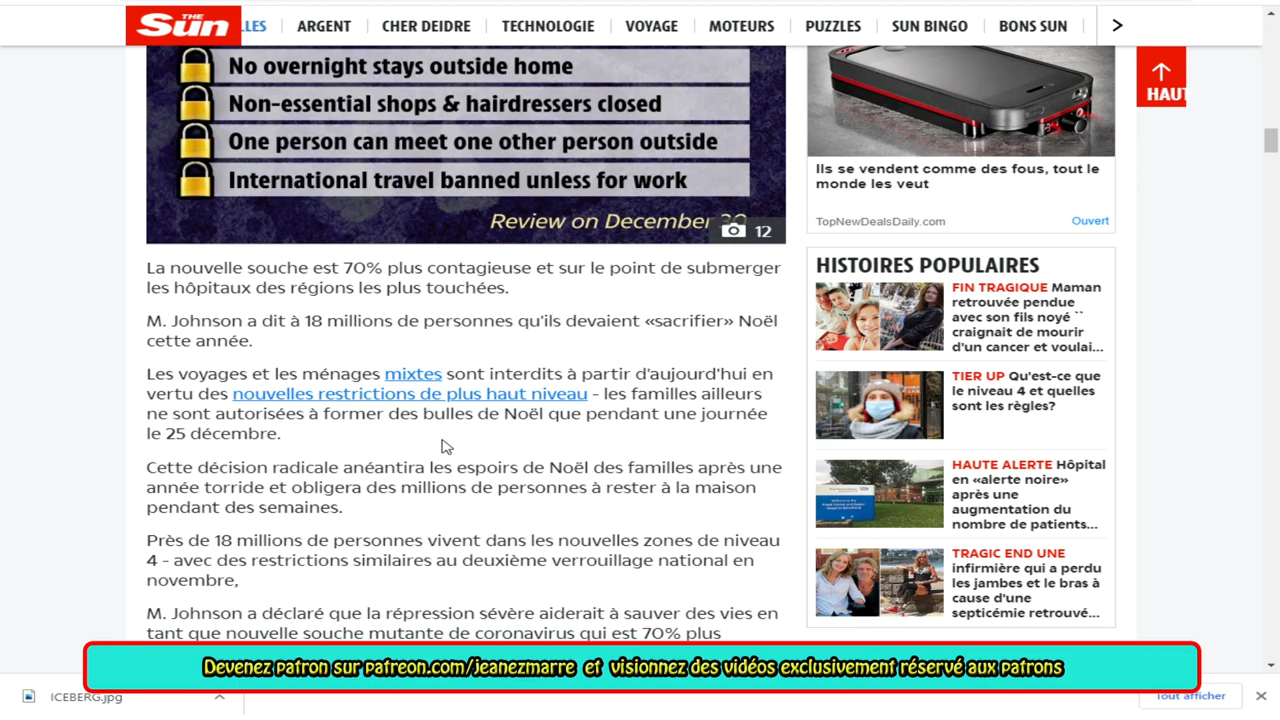 THE Sun
LLES
ARGENT
CHER DEIDRE
TECHNOLOGIE
VOYAGE
MOTEURS
PUZZLES
SUN BINGO
BONS SUN
>
No overnight stays outside home
Non-essential shops & hairdressers closed
One person can meet one other person outside
International travel banned unless for work
Review on December
12
La nouvelle souche est 70% plus contagieuse et sur le point de submerger
les hôpitaux des régions les plus touchées.
M. Johnson a dit à 18 millions de personnes qu'ils devaient «sacrifier» Noël
cette année.
Les voyages et les ménages mixtes sont interdits à partir d'aujourd'hui en
vertu des nouvelles restrictions de plus haut niveau - les familles ailleurs
ne sont autorisées à former des bulles de Noël que pendant une journée
le 25 décembre.
Cette décision radicale anéantira les espoirs de Noël des familles après une
année torride et obligera des millions de personnes à rester à la maison
pendant des semaines.
Près de 18 millions de personnes vivent dans les nouvelles zones de niveau
4 - avec des restrictions similaires au deuxième verrouillage national en
novembre,
M. Johnson a déclaré que la répression sévère aiderait à sauver des vies en
tant que nouvelle souche mutante de coronavirus qui est 70% plus
Ils se vendent comme des fous, tout le
monde les veut
TopNewDealsDaily.com
Ouvert
HAUT
HISTOIRES POPULAIRES
FIN TRAGIQUE Maman
retrouvée pendue
avec son fils noyé ``
craignait de mourir
d'un cancer et voulai...
TIER UP Qu'est-ce que
le niveau 4 et quelles
sont les règles?
HAUTE ALERTE Hôpital
en «alerte noire»
après une
augmentation du
nombre de patients...
TRAGIC END UNE
infirmière qui a perdu
les jambes et le bras à
cause d'une
septicémie retrouvé...
Devenez patron sur patreon.com/jeanezmarre et visionnez des vidéos exclusivement réservé aux patrons
ICEBERG.jpg
Tout afficher